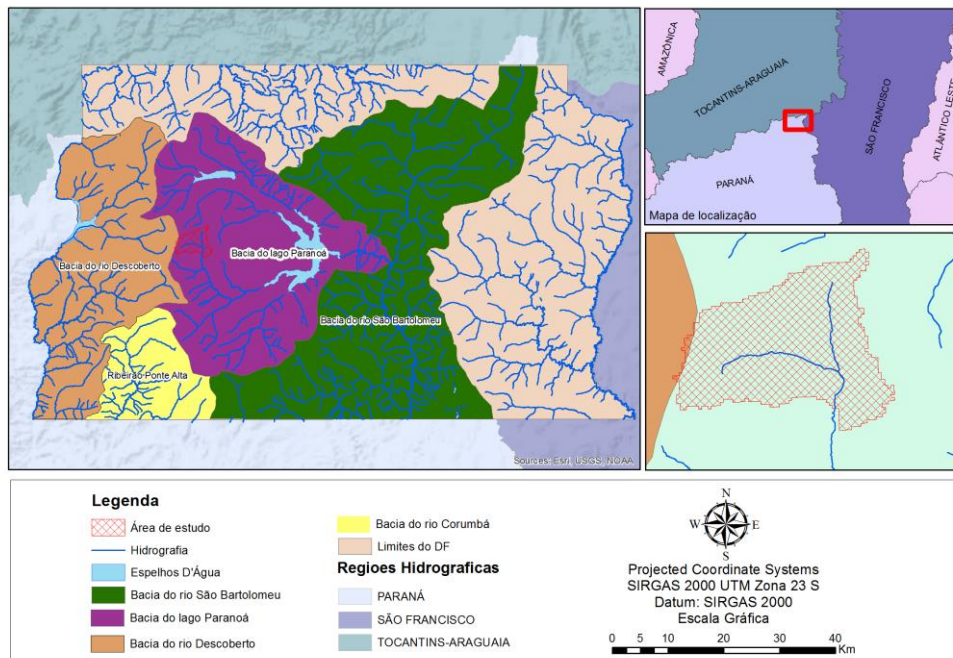 Bacia do lago Paranoá
Bacia do rio Descoberto
Bacia do rio São Bartolomeu
Ribeirão Ponte Alta
Sources: Esri, USGS, NOAA
AMAZÔNICA
TOCANTINS-ARAGUAIA
SÃO FRANCISCO
ATLÂNTICO LESTE
PARANÁ
Mapa de localização
Legenda
Área de estudo
Hidrografia
Espelhos D'Água
Bacia do rio São Bartolomeu
Bacia do lago Paranoá
Bacia do rio Descoberto
Bacia do rio Corumbá
Limites do DF
Regioes Hidrograficas
PARANÁ
SÃO FRANCISCO
TOCANTINS-ARAGUAIA
N
W E
S
Projected Coordinate Systems
SIRGAS 2000 UTM Zona 23 S
Datum: SIRGAS 2000
Escala Gráfica
0 5 10 20 30 40
Km